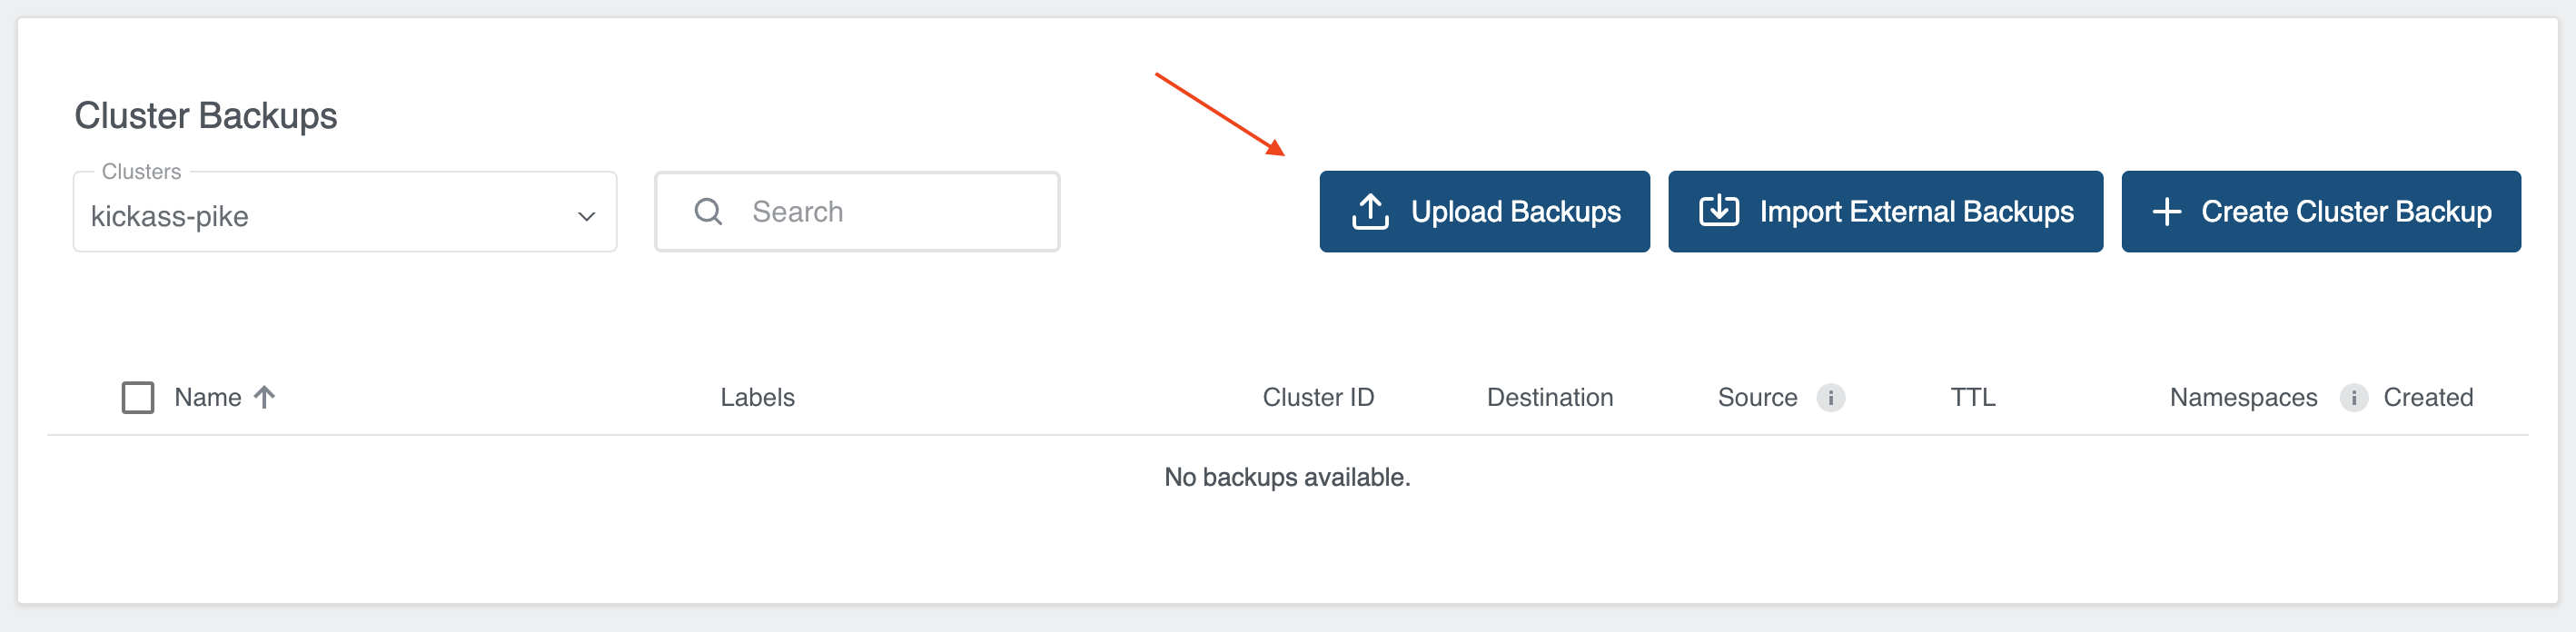 Cluster Backups
Clusters
kickass-pike
Search
Upload Backups
Import External Backups
Create Cluster Backup
Name
Labels
Cluster ID
Destination
Source
TTL
Namespaces
Created
No backups available.